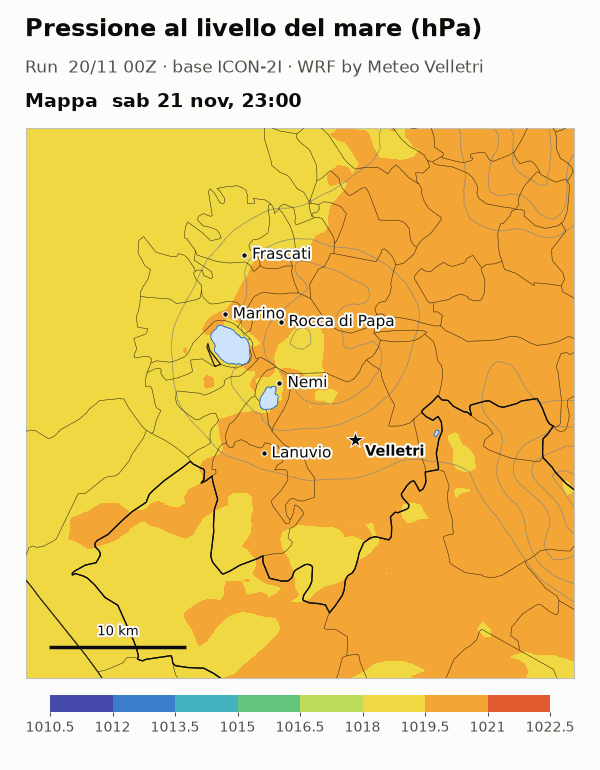 Pressione al livello del mare (hPa)
Run 20/11 00Z · base ICON-2I · WRF by Meteo Velletri
Mappa sab 21 nov, 23:00
Frascati
Marino
Rocca di Papa
Nemi
Velletri
Lanuvio
10 km
1010.5 1012 1013.5 1015 1016.5 1018 1019.5 1021 1022.5